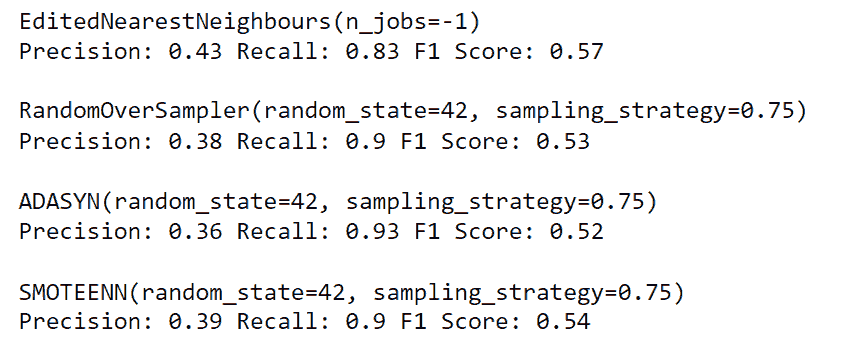 EditedNearestNeighbours(n_jobs=-1)
Precision: 0.43 Recall: 0.83 F1 Score: 0.57
RandomOverSampler(random_state=42, sampling_strategy=0.75)
Precision: 0.38 Recall: 0.9 F1 Score: 0.53
ADASYN(random_state=42, sampling_strategy=0.75)
Precision: 0.36 Recall: 0.93 F1 Score: 0.52
SMOTEENN(random_state=42, sampling_strategy=0.75)
Precision: 0.39 Recall: 0.9 F1 Score: 0.54